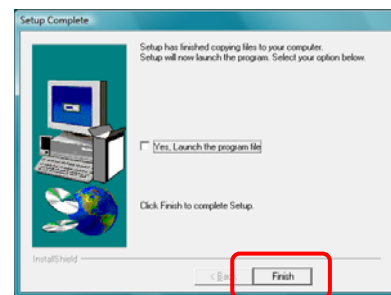 Setup Complete
Setup has finished copying files to your computer.
Setup will now launch the program. Select your option below.
Yes, Launch the program file
Click Finish to complete Setup.
InstallShield
< Bac
Finish